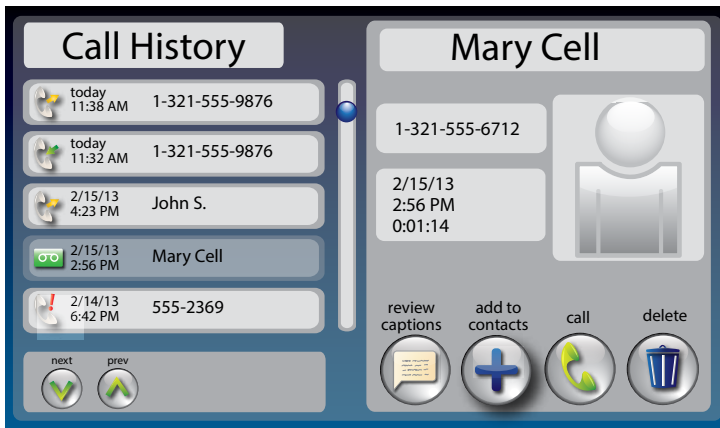 Call History
today
11:38 AM
1-321-555-9876
today
11:32 AM
1-321-555-9876
2/15/13
4:23 PM
John S.
2/15/13
2:56 PM
Mary Cell
2/14/13
6:42 PM
555-2369
next
prev
Mary Cell
1-321-555-6712
2/15/13
2:56 PM
0:01:14
review
captions
add to
contacts
call
delete